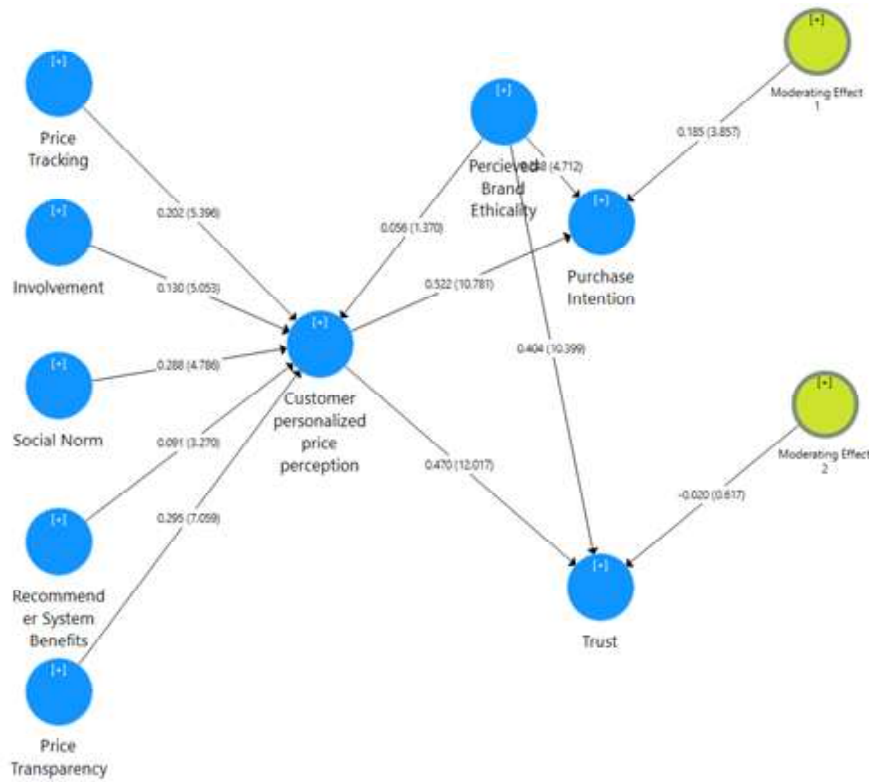 [+]
Price
Tracking
[+]
Involvement
[+]
Social Norm
[+]
Recommend
er System
Benefits
[+]
Price
Transparency
0.202 (5.396)
0.130 (5.053)
0.288 (4.786)
0.091 (3.270)
0.295 (7.059)
[+]
Customer
personalized
price
perception
[+]
Percieved
Brand
Ethicality
0.056 (1.370)
(4.712)
0.522 (10.781)
0.404 (10.399)
0.470 (12.017)
[+]
Purchase
Intention
[+]
Trust
[+]
Moderating Effect
1
0.185 (3.857)
[+]
Moderating Effect
2
-0.020 (0.617)